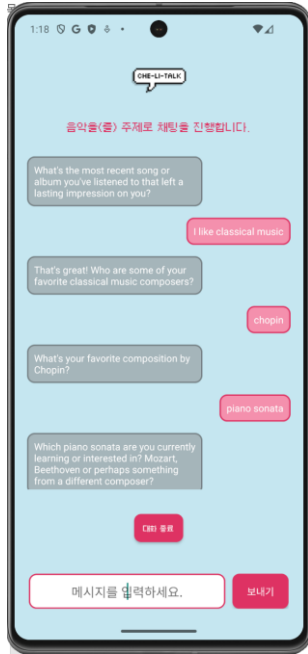 1:18
CHE-LI-TALK
음악을(를) 주제로 채팅을 진행합니다.
What's the most recent song or
album you've listened to that left a
lasting impression on you?
I like classical music
That's great! Who are some of your
favorite classical music composers?
chopin
What's your favorite composition by
Chopin?
piano sonata
Which piano sonata are you currently
learning or interested in? Mozart,
Beethoven or perhaps something
from a different composer?
대화 종료
메시지를 입력하세요.
보내기